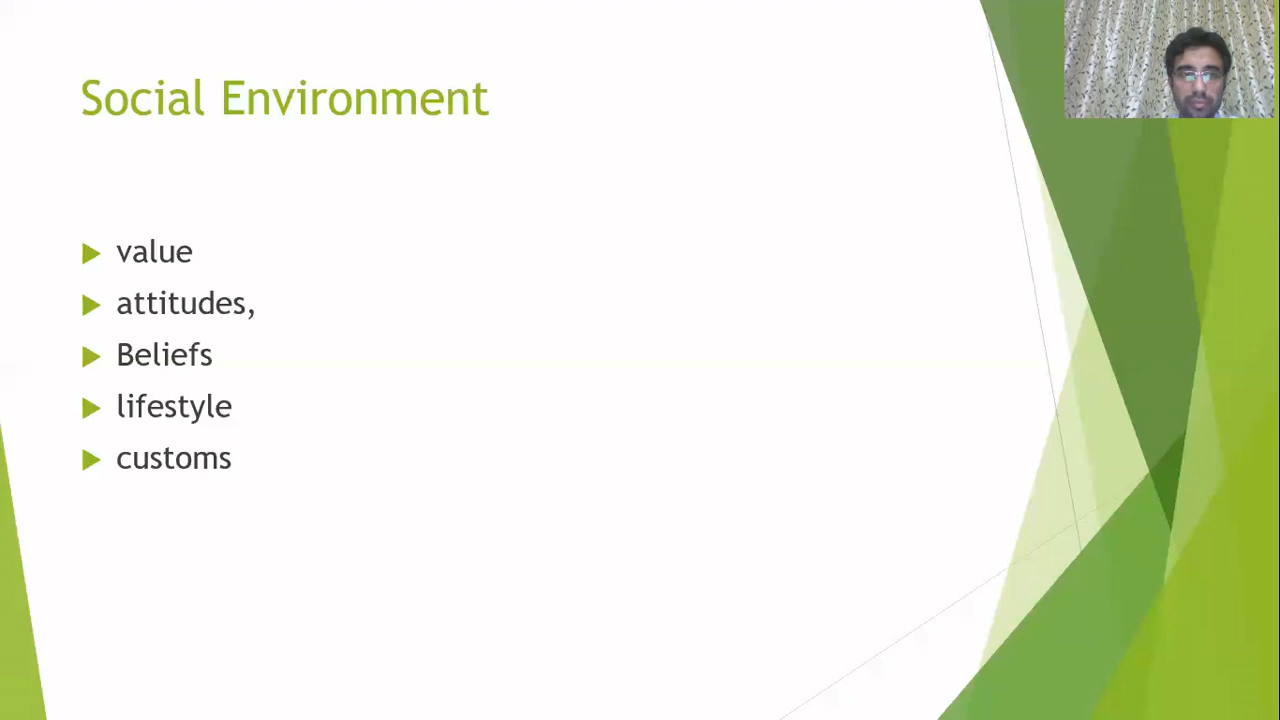 Social Environment
value
attitudes,
Beliefs
lifestyle
customs